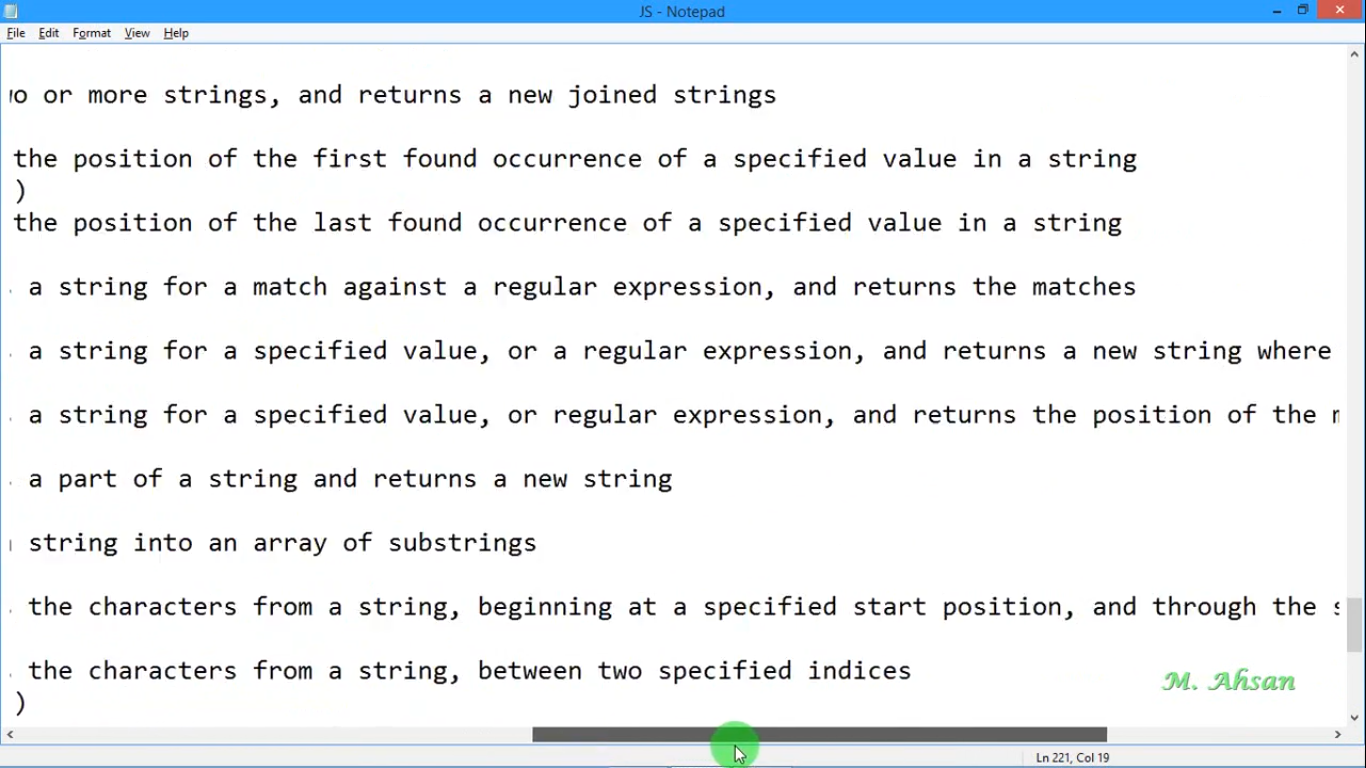 JS - Notepad
File Edit Format View Help
or more strings, and returns a new joined strings
the position of the first found occurrence of a specified value in a string
)
the position of the last found occurrence of a specified value in a string
a string for a match against a regular expression, and returns the matches
a string for a specified value, or a regular expression, and returns a new string where
a string for a specified value, or regular expression, and returns the position of the
a part of a string and returns a new string
string into an array of substrings
the characters from a string, beginning at a specified start position, and through the
the characters from a string, between two specified indices
M. Ahsan
)
Ln 221, Col 19